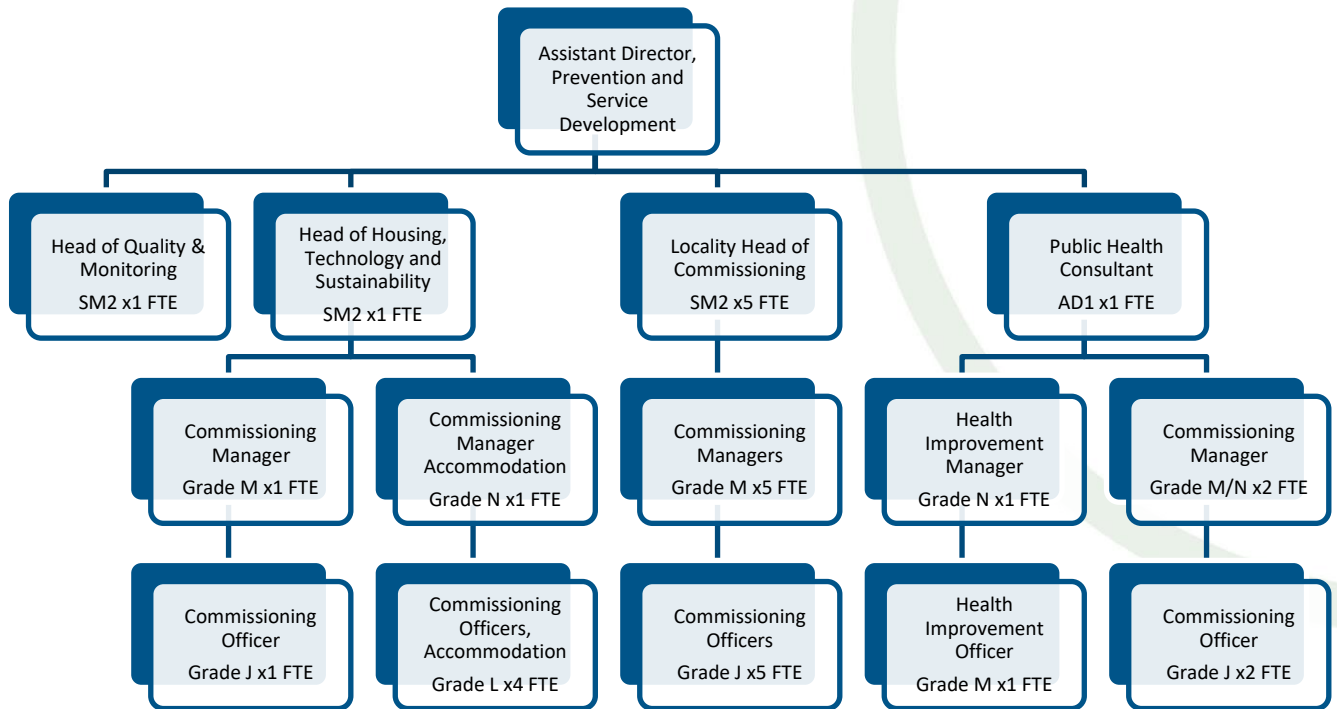 Assistant Director,
Prevention and
Service
Development
Head of Quality &
Monitoring
SM2 x1 FTE
Head of Housing,
Technology and
Sustainability
SM2 x1 FTE
Locality Head of
Commissioning
SM2 x5 FTE
Public Health
Consultant
AD1 x1 FTE
Commissioning
Manager
Grade M x1 FTE
Commissioning
Manager
Accommodation
Grade N x1 FTE
Commissioning
Managers
Grade M x5 FTE
Health
Improvement
Manager
Grade N x1 FTE
Commissioning
Manager
Grade M/N x2 FTE
Commissioning
Officer
Grade J x1 FTE
Commissioning
Officers,
Accommodation
Grade L x4 FTE
Commissioning
Officers
Grade J x5 FTE
Health
Improvement
Officer
Grade M x1 FTE
Commissioning
Officer
Grade J x2 FTE